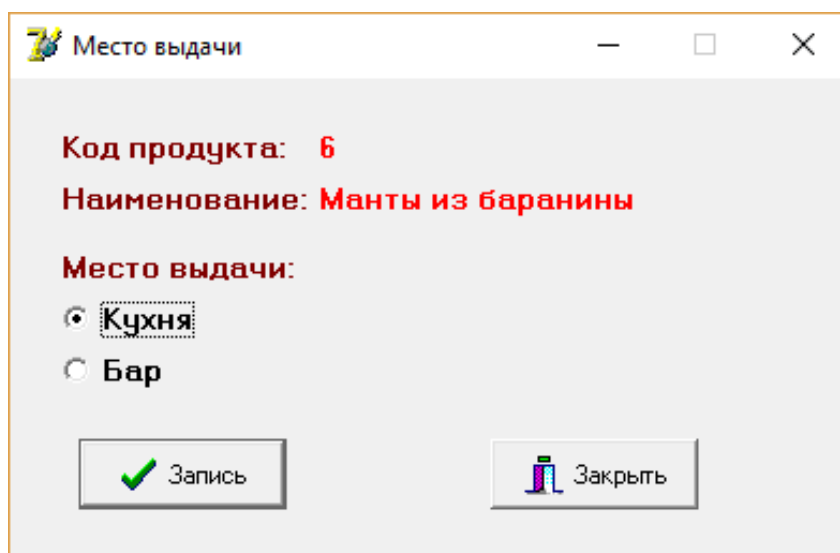 Место выдачи
Код продукта: 6
Наименование: Манты из баранины
Место выдачи:
Кухня
Бар
Запись Закрыть